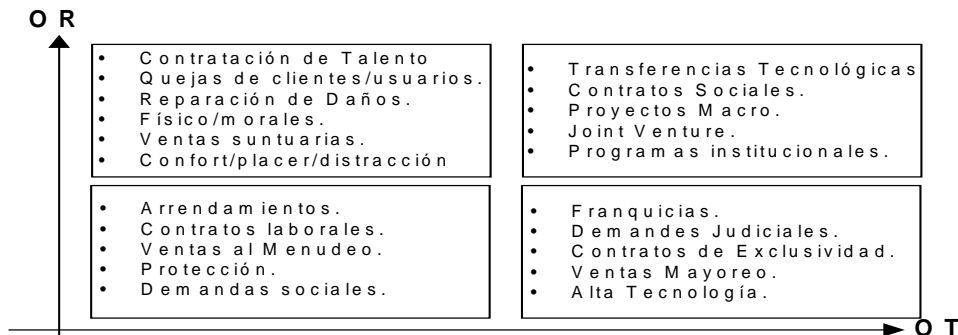 O R
• Contratación de Talento
• Quejas de clientes/usuarios.
• Reparación de Daños.
• Físico/morales.
• Ventas suntuarias.
• Confort/placer/distracción
• Transferencias Tecnológicas
• Contratos Sociales.
• Proyectos Macro.
• Joint Venture.
• Programas institucionales.
• Arrendamientos.
• Contratos laborales.
• Ventas al Menudeo.
• Protección.
• Demandas sociales.
• Franquicias.
• Demandes Judiciales.
• Contratos de Exclusividad.
• Ventas Mayoreo.
• Alta Tecnología.
O T